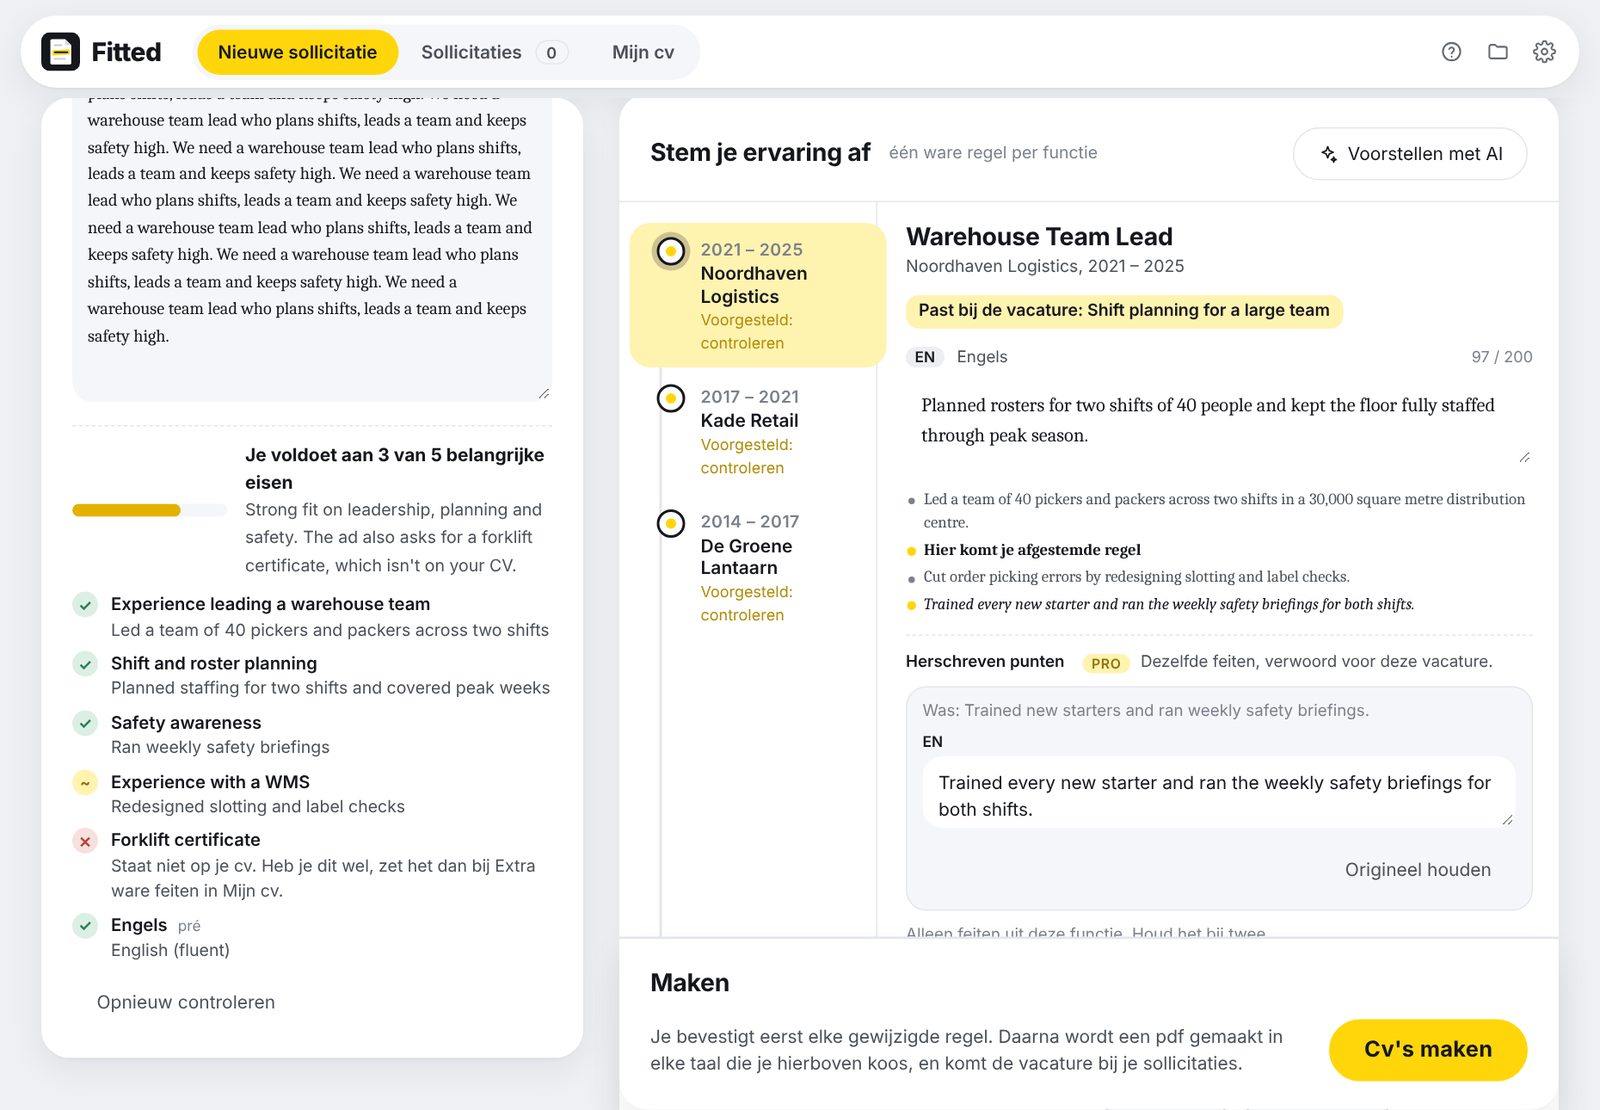 Fitted
Nieuwe sollicitatie
Sollicitaties 0
Mijn cv
warehouse team lead who plans shifts, leads a team and keeps
safety high. We need a warehouse team lead who plans shifts,
leads a team and keeps safety high. We need a warehouse team
lead who plans shifts, leads a team and keeps safety high. We
need a warehouse team lead who plans shifts, leads a team and
keeps safety high. We need a warehouse team lead who plans
shifts, leads a team and keeps safety high. We need a
warehouse team lead who plans shifts, leads a team and keeps
safety high.
Je voldoet aan 3 van 5 belangrijke
eisen
Strong fit on leadership, planning and
safety. The ad also asks for a forklift
certificate, which isn't on your CV.
Experience leading a warehouse team
Led a team of 40 pickers and packers across two shifts
Shift and roster planning
Planned staffing for two shifts and covered peak weeks
Safety awareness
Ran weekly safety briefings
~ Experience with a WMS
Redesigned slotting and label checks
Forklift certificate
Staat niet op je cv. Heb je dit wel, zet het dan bij Extra
ware feiten in Mijn cv.
Engels pré
English (fluent)
Opnieuw controleren
Stem je ervaring af één ware regel per functie
Voorstellen met AI
2021 – 2025
Noordhaven
Logistics
Voorgesteld:
controleren
2017 – 2021
Kade Retail
Voorgesteld:
controleren
2014 – 2017
De Groene
Lantaarn
Voorgesteld:
controleren
Warehouse Team Lead
Noordhaven Logistics, 2021 – 2025
Past bij de vacature: Shift planning for a large team
EN Engels 97 / 200
Planned rosters for two shifts of 40 people and kept the floor fully staffed
through peak season.
Led a team of 40 pickers and packers across two shifts in a 30,000 square metre distribution
centre.
Hier komt je afgestemde regel
Cut order picking errors by redesigning slotting and label checks.
Trained every new starter and ran the weekly safety briefings for both shifts.
Herschreven punten PRO Dezelfde feiten, verwoord voor deze vacature.
Was: Trained new starters and ran weekly safety briefings.
EN
Trained every new starter and ran the weekly safety briefings for
both shifts.
Origineel houden
Alleen feiten uit deze functie. Houd het bij twee
Maken
Je bevestigt eerst elke gewijzigde regel. Daarna wordt een pdf gemaakt in
elke taal die je hierboven koos, en komt de vacature bij je sollicitaties.
Cv's maken